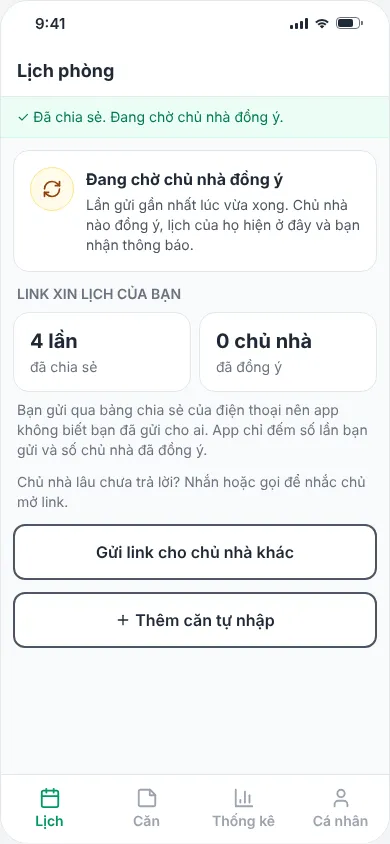 9:41
Lịch phòng
✓ Đã chia sẻ. Đang chờ chủ nhà đồng ý.
Đang chờ chủ nhà đồng ý
Lần gửi gần nhất lúc vừa xong. Chủ nhà
nào đồng ý, lịch của họ hiện ở đây và bạn
nhận thông báo.
LINK XIN LỊCH CỦA BẠN
4 lần
đã chia sẻ
0 chủ nhà
đã đồng ý
Bạn gửi qua bảng chia sẻ của điện thoại nên app
không biết bạn đã gửi cho ai. App chỉ đếm số lần bạn
gửi và số chủ nhà đã đồng ý.
Chủ nhà lâu chưa trả lời? Nhắn hoặc gọi để nhắc chủ
mở link.
Gửi link cho chủ nhà khác
+ Thêm căn tự nhập
Lịch
Căn
Thống kê
Cá nhân